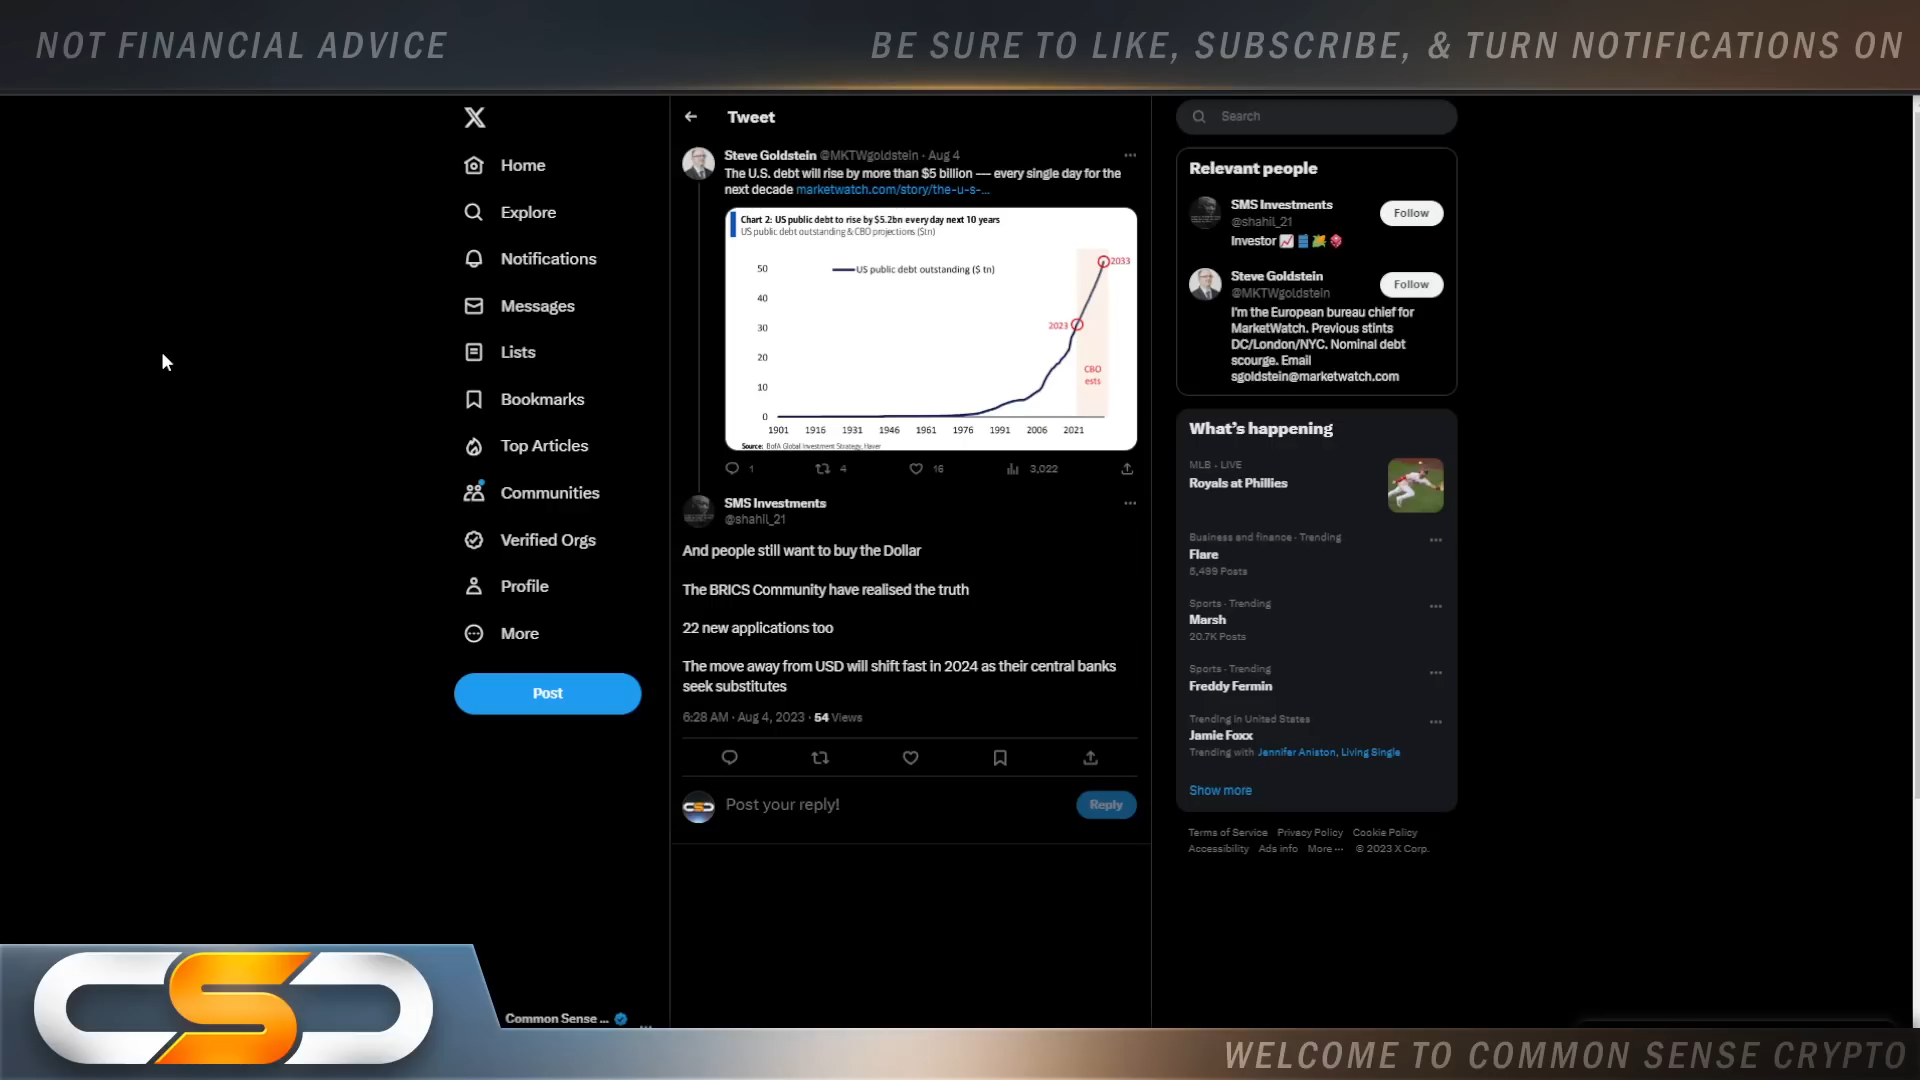 NOT FINANCIAL ADVICE
BE SURE TO LIKE, SUBSCRIBE, & TURN NOTIFICATIONS ON
Home
Explore
Notifications
Messages
Lists
Bookmarks
Top Articles
Communities
Verified Orgs
Profile
More
Post
Common Sense ...
Tweet
Steve Goldstein @MKTWgoldstein · Aug 4
The U.S. debt will rise by more than $5 billion — every single day for the
next decade marketwatch.com/story/the-u-s-...
Chart 2: US public debt to rise by $5.2bn every day next 10 years
US public debt outstanding & CBO projections ($tn)
US public debt outstanding ($ tn)
50
40
30
20
10
0
2033
2023
CBO
ests
1901 1916 1931 1946 1961 1976 1991 2006 2021
Source: BofA Global Investment Strategy, Haver
1 4 16 3,022
SMS Investments
@shahil_21
And people still want to buy the Dollar
The BRICS Community have realised the truth
22 new applications too
The move away from USD will shift fast in 2024 as their central banks
seek substitutes
6:28 AM · Aug 4, 2023 · 54 Views
Post your reply!
Reply
Search
Relevant people
SMS Investments
@shahil_21
Follow
Investor
Steve Goldstein
@MKTWgoldstein
Follow
I'm the European bureau chief for
MarketWatch. Previous stints
DC/London/NYC. Nominal debt
scourge. Email
sgoldstein@marketwatch.com
What's happening
MLB · LIVE
Royals at Phillies
Business and finance · Trending
Flare
5,499 Posts
Sports · Trending
Marsh
20.7K Posts
Sports · Trending
Freddy Fermin
Trending in United States
Jamie Foxx
Trending with Jennifer Aniston, Living Single
Show more
Terms of Service Privacy Policy Cookie Policy
Accessibility Ads info More ··· © 2023 X Corp.
CSC
WELCOME TO COMMON SENSE CRYPTO